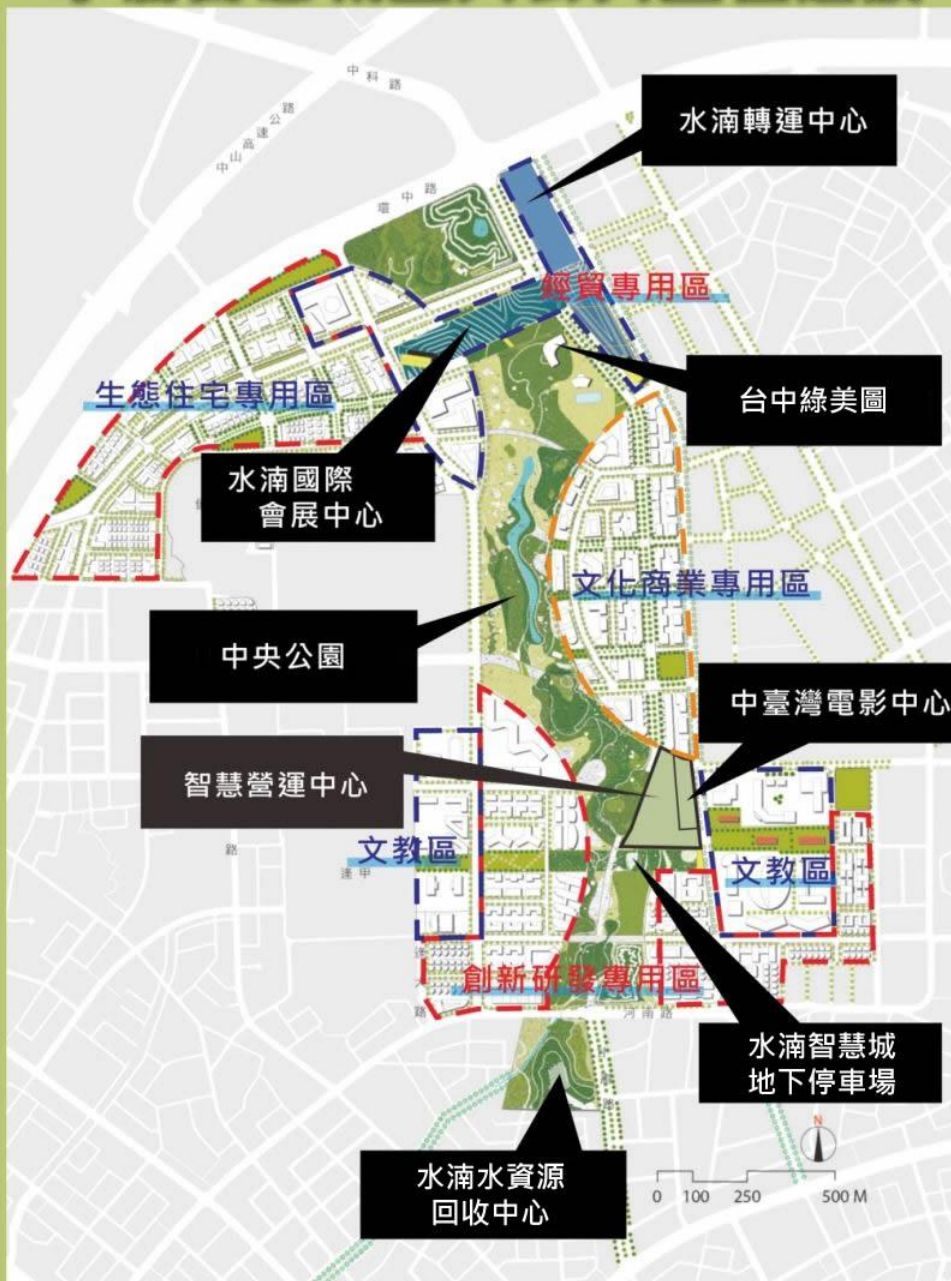 中科路
中山高速公路
水湳轉運中心
環中路
經貿專用區
生態住宅專用區
台中綠美圖
水湳國際
會展中心
文化商業專用區
中央公園
中臺灣電影中心
智慧營運中心
文教區
路
逢甲
文教區
創新研發專用區
路
河南路
水湳智慧城
地下停車場
N
水湳水資源
回收中心
0 100 250 500 M